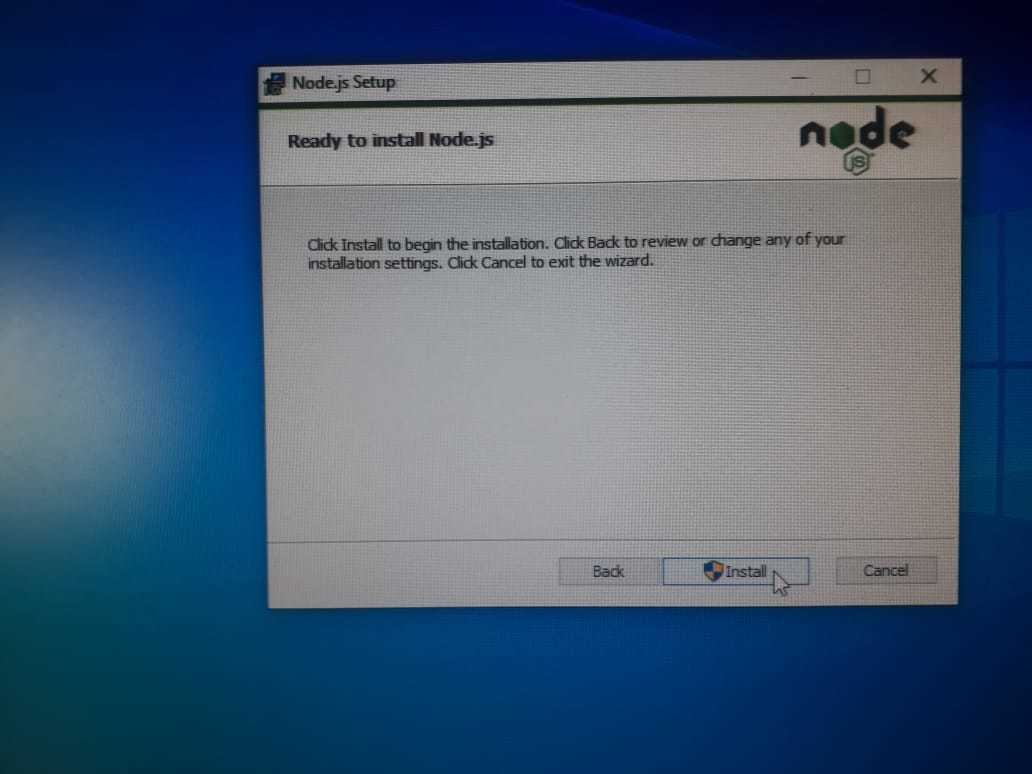 Node.js Setup
Ready to install Node.js
node
js
Click Install to begin the installation. Click Back to review or change any of your
installation settings. Click Cancel to exit the wizard.
Back
Install
Cancel